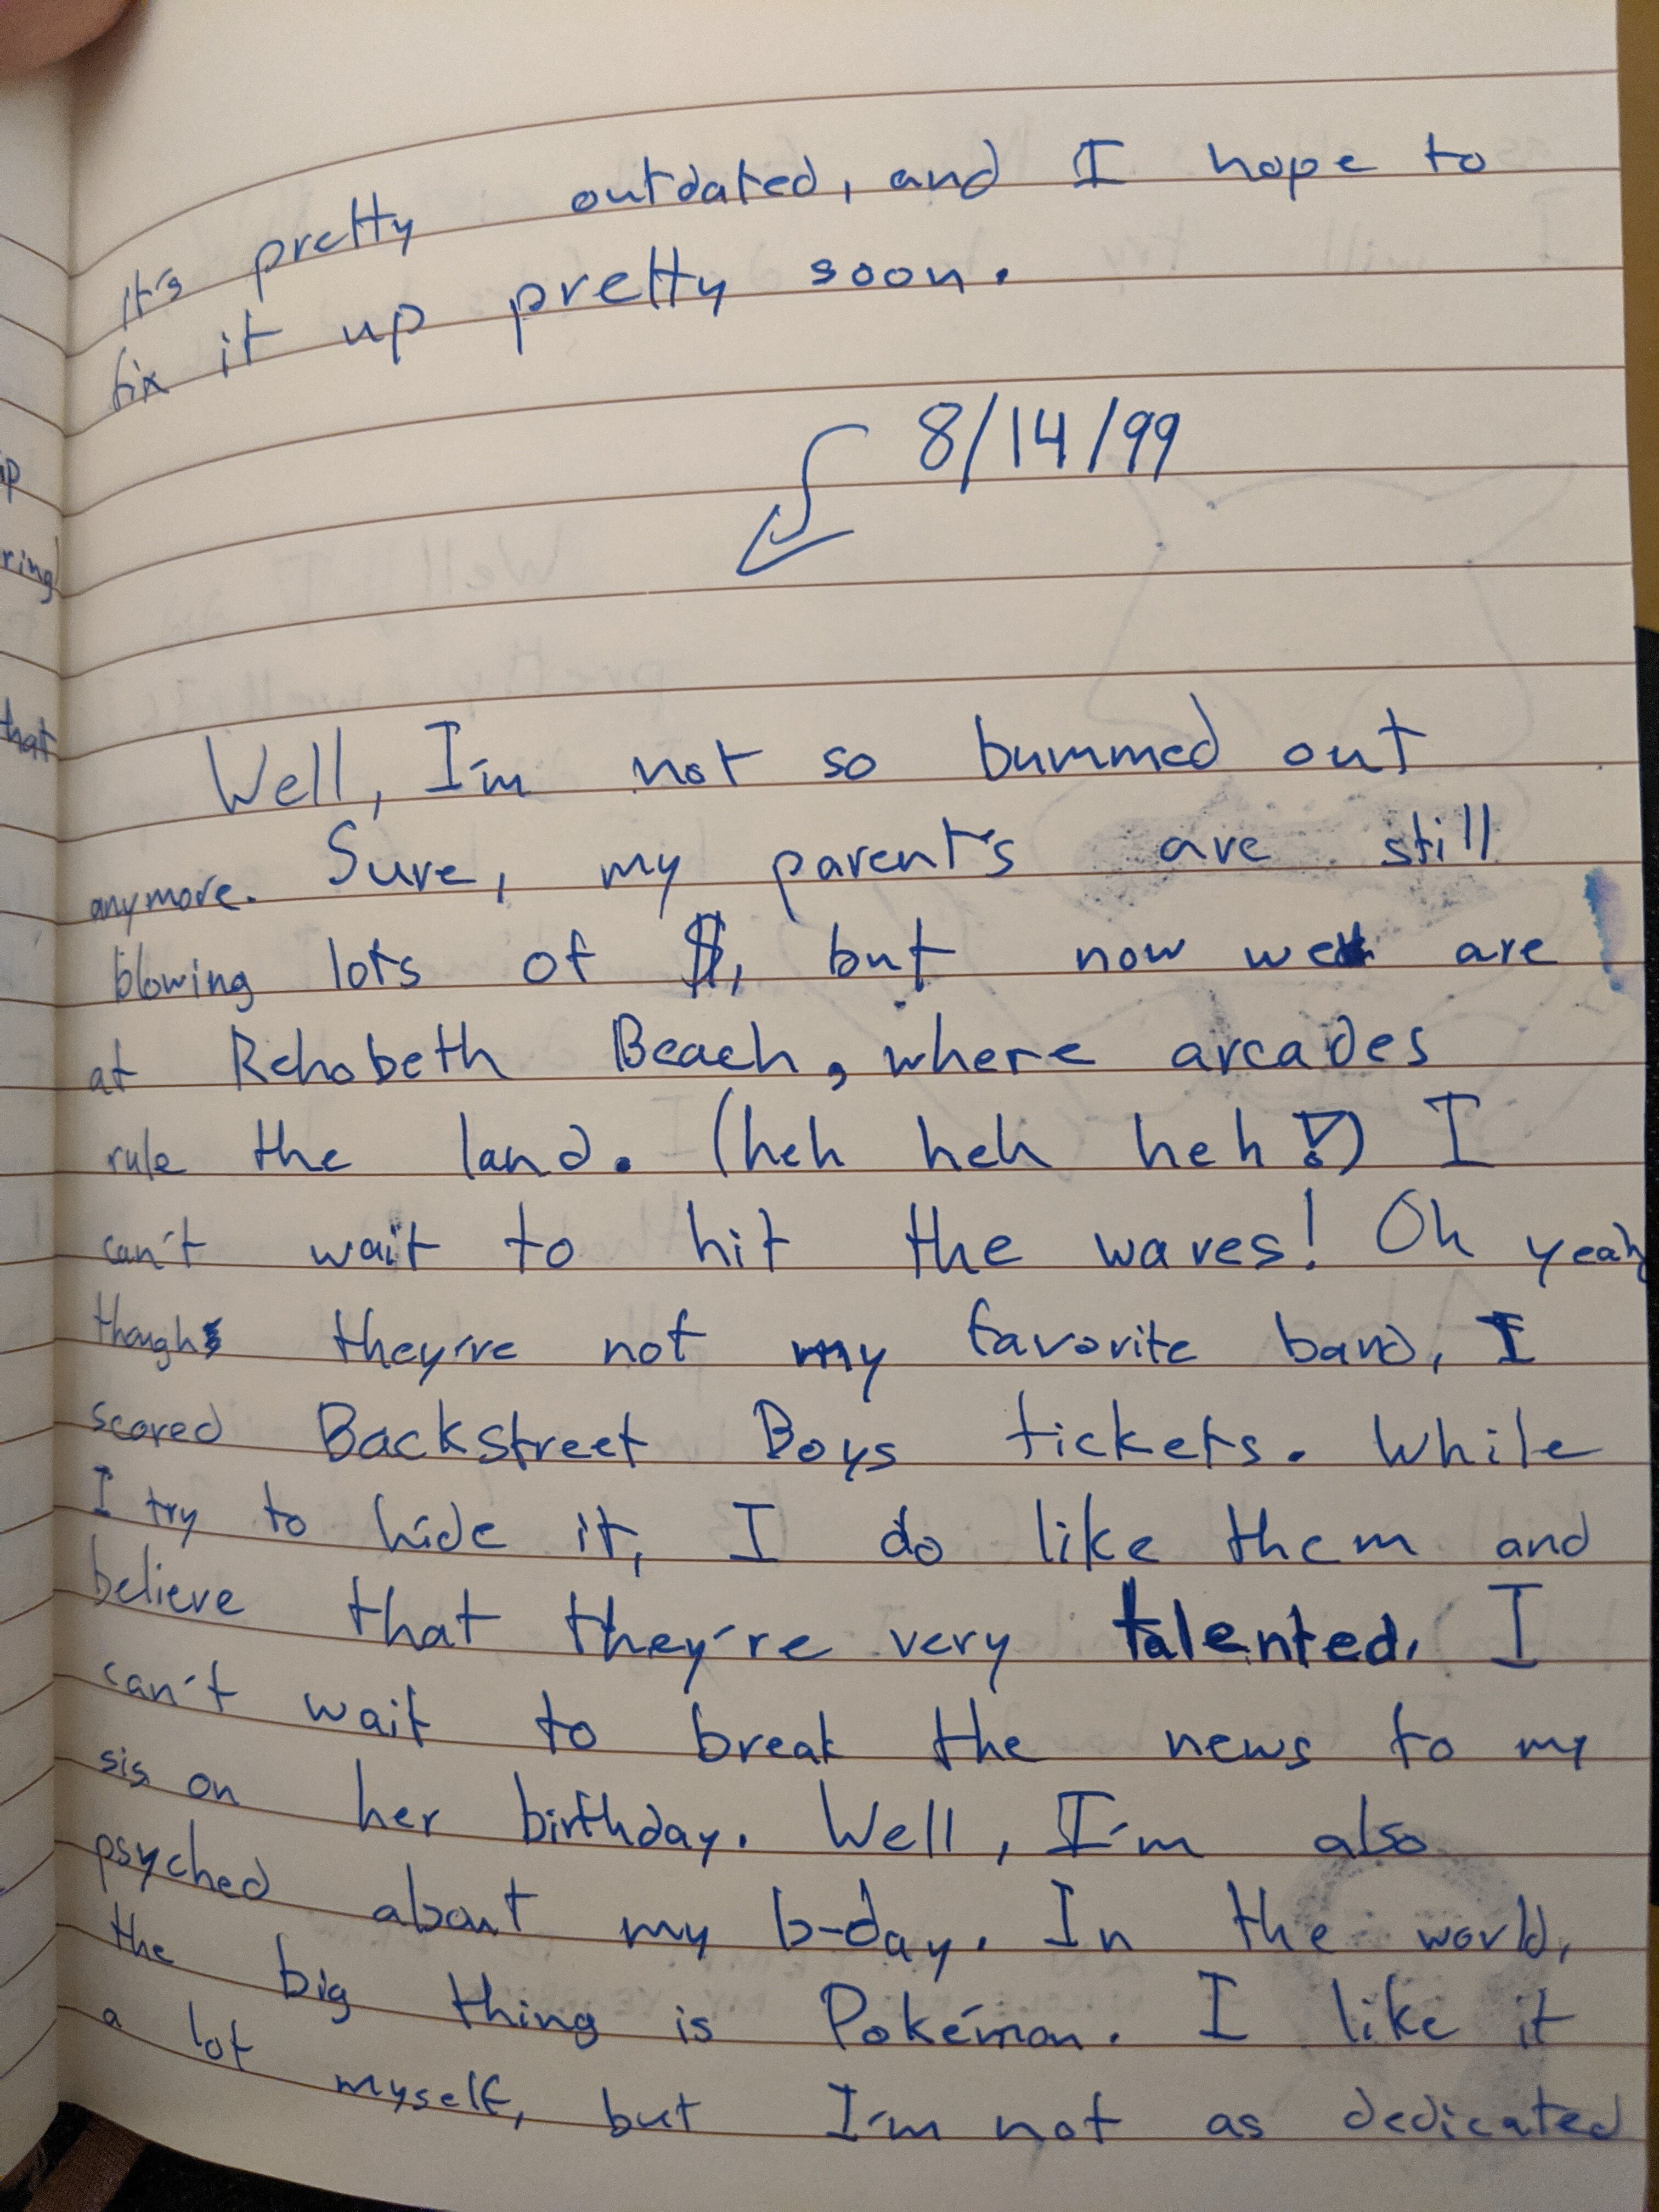 it's pretty outdated, and I hope to
fix it up pretty soon.
8/14/99
Well, I'm not so bummed out
anymore. Sure, my parent's are still
blowing lots of $, but now we are
at Rehobeth Beach, where arcades
rule the land. (heh heh heh!) I
can't wait to hit the waves! Oh yeah
though they're not my favorite band, I
scored Backstreet Boys tickets. While
I try to hide it, I do like them and
believe that they're very talented. I
can't wait to break the news to my
sis on her birthday. Well, I'm also
psyched about my b-day. In the world,
the big thing is Pokémon. I like it
a lot myself, but I'm not as dedicated
ip
ring
that